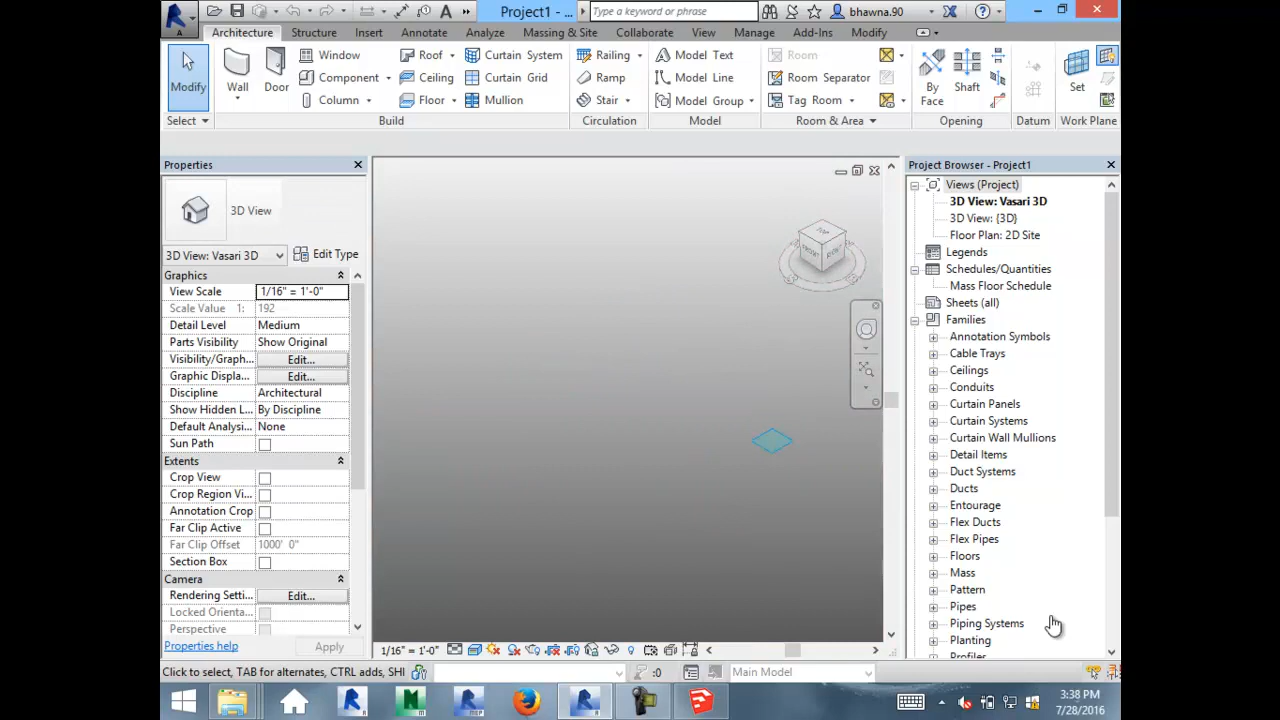 Project1 - ...
Type a keyword or phrase
bhawna.90
Architecture Structure Insert Annotate Analyze Massing & Site Collaborate View Manage Add-Ins Modify
Modify
Wall
Door
Window
Component
Column
Roof
Ceiling
Floor
Curtain System
Curtain Grid
Mullion
Railing
Ramp
Stair
Model Text
Model Line
Model Group
Room
Room Separator
Tag Room
By
Face
Shaft
Set
Select Build Circulation Model Room & Area Opening Datum Work Plane
Properties
3D View
3D View: Vasari 3D
Edit Type
Graphics
View Scale 1/16" = 1'-0"
Scale Value 1: 192
Detail Level Medium
Parts Visibility Show Original
Visibility/Graph... Edit...
Graphic Displa... Edit...
Discipline Architectural
Show Hidden L... By Discipline
Default Analysi... None
Sun Path
Extents
Crop View
Crop Region Vi...
Annotation Crop
Far Clip Active
Far Clip Offset 1000' 0"
Section Box
Camera
Rendering Setti... Edit...
Locked Orienta...
Perspective
Properties help
Apply
TOP
FRONT
1/16" = 1'-0"
Project Browser - Project1
Views (Project)
3D View: Vasari 3D
3D View: {3D}
Floor Plan: 2D Site
Legends
Schedules/Quantities
Mass Floor Schedule
Sheets (all)
Families
Annotation Symbols
Cable Trays
Ceilings
Conduits
Curtain Panels
Curtain Systems
Curtain Wall Mullions
Detail Items
Duct Systems
Ducts
Entourage
Flex Ducts
Flex Pipes
Floors
Mass
Pattern
Pipes
Piping Systems
Planting
Profiles
Click to select, TAB for alternates, CTRL adds, SHI
:0
Main Model
3:38 PM
7/28/2016